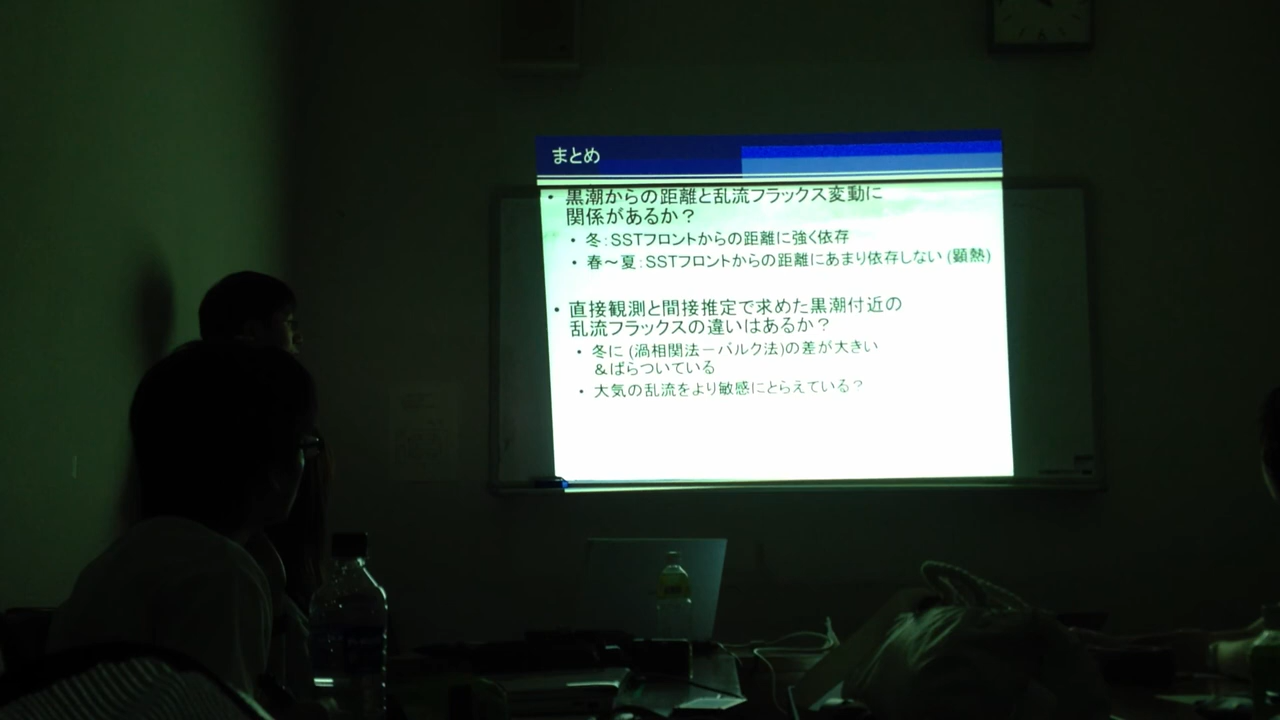 まとめ
• 黒潮からの距離と乱流フラックス変動に
関係があるか？
• 冬：SSTフロントからの距離に強く依存
• 春～夏：SSTフロントからの距離にあまり依存しない (顕熱)
• 直接観測と間接推定で求めた黒潮付近の
乱流フラックスの違いはあるか？
• 冬に (渦相関法－バルク法)の差が大きい
＆ばらついている
• 大気の乱流をより敏感にとらえている？